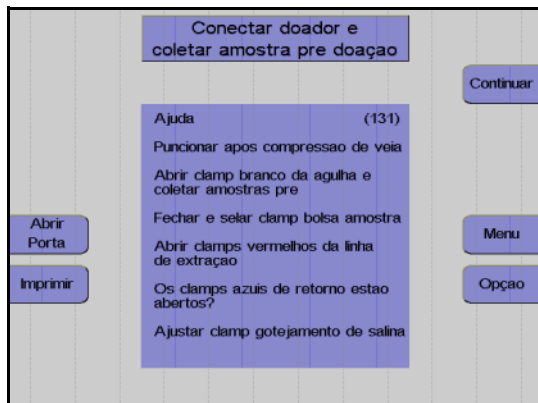 Conectar doador e
coletar amostra pre doaçao
Continuar
Ajuda (131)
Puncionar apos compressao de veia
Abrir clamp branco da agulha e
coletar amostras pre
Fechar e selar clamp bolsa amostra
Abrir clamps vermelhos da linha
de extraçao
Os clamps azuis de retorno estao
abertos?
Ajustar clamp gotejamento de salina
Abrir
Porta
Imprimir
Menu
Opçao